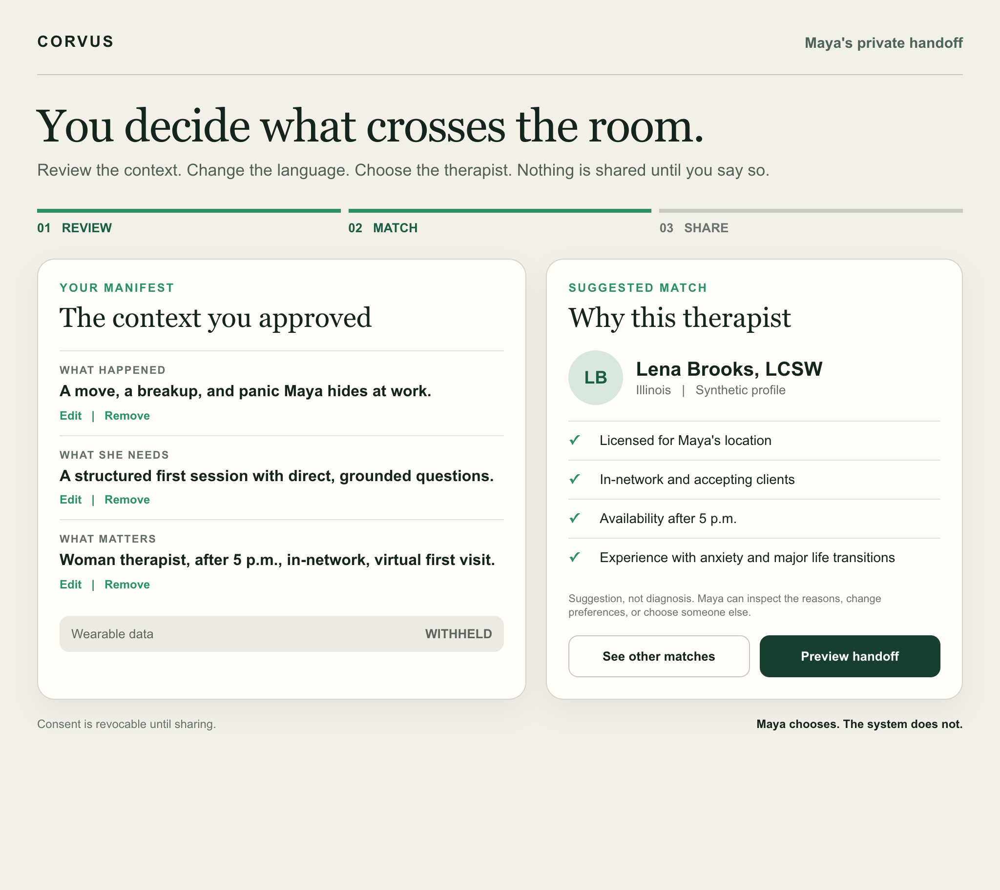 CORVUS
Maya's private handoff
You decide what crosses the room.
Review the context. Change the language. Choose the therapist. Nothing is shared until you say so.
01 REVIEW
02 MATCH
03 SHARE
YOUR MANIFEST
The context you approved
WHAT HAPPENED
A move, a breakup, and panic Maya hides at work.
Edit | Remove
WHAT SHE NEEDS
A structured first session with direct, grounded questions.
Edit | Remove
WHAT MATTERS
Woman therapist, after 5 p.m., in-network, virtual first visit.
Edit | Remove
Wearable data
WITHHELD
SUGGESTED MATCH
Why this therapist
LB
Lena Brooks, LCSW
Illinois | Synthetic profile
✓ Licensed for Maya's location
✓ In-network and accepting clients
✓ Availability after 5 p.m.
✓ Experience with anxiety and major life transitions
Suggestion, not diagnosis. Maya can inspect the reasons, change
preferences, or choose someone else.
See other matches
Preview handoff
Consent is revocable until sharing.
Maya chooses. The system does not.